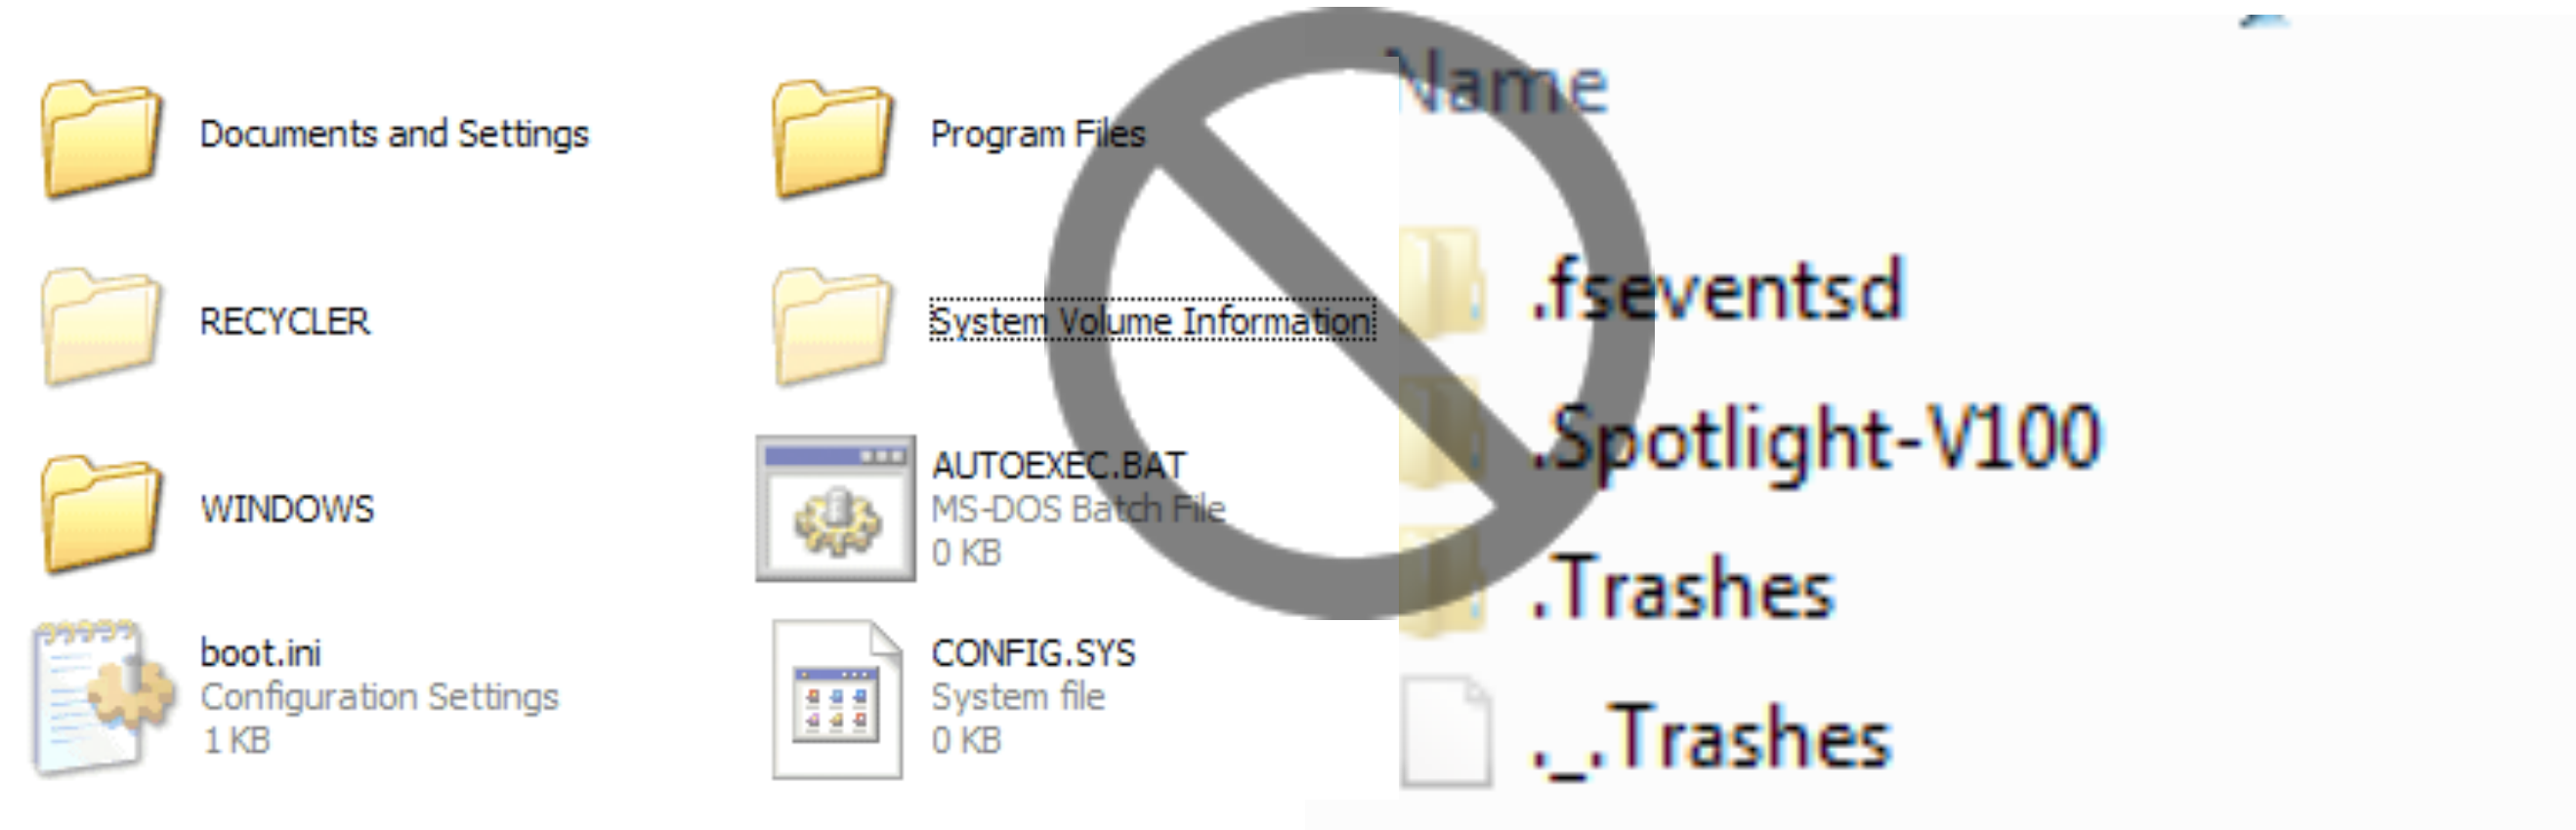 Documents and Settings
Program Files
RECYCLER
System Volume Information
WINDOWS
AUTOEXEC.BAT
MS-DOS Batch File
0 KB
boot.ini
Configuration Settings
1 KB
CONFIG.SYS
System file
0 KB
Name
.fseventsd
.Spotlight-V100
.Trashes
._.Trashes